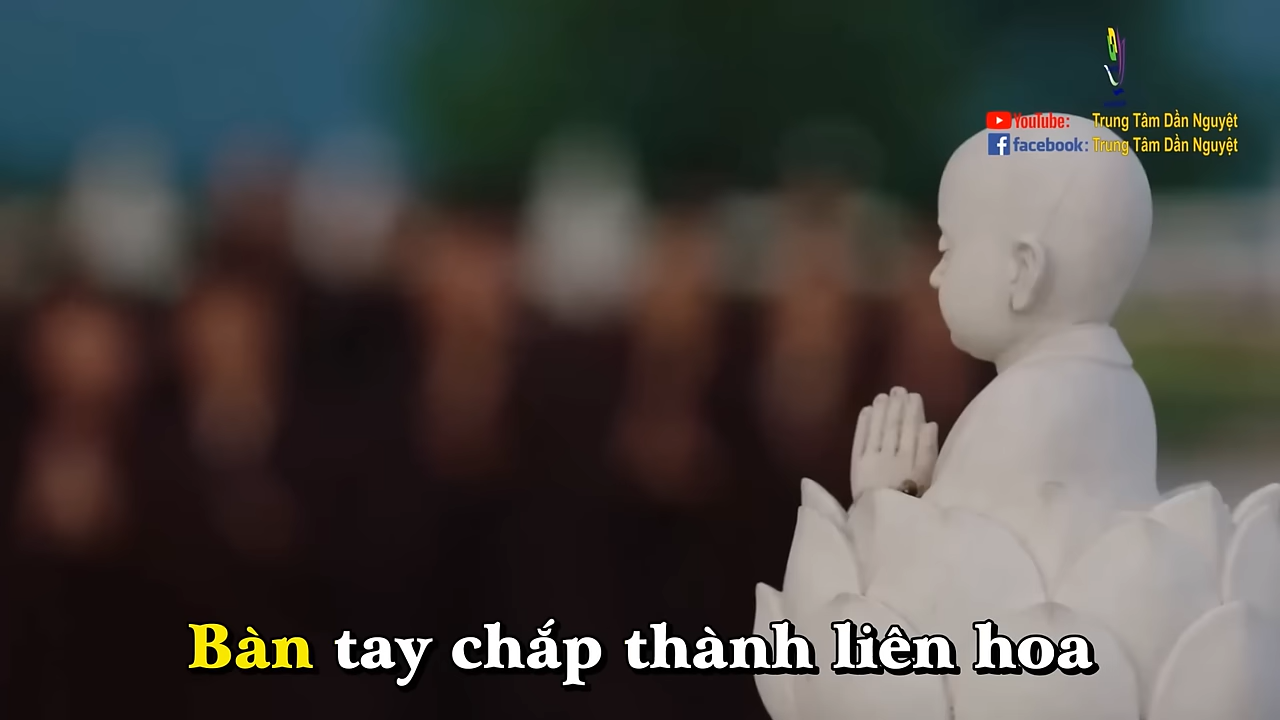 YouTube: Trung Tâm Dần Nguyệt
facebook: Trung Tâm Dần Nguyệt
Bàn tay chắp thành liên hoa